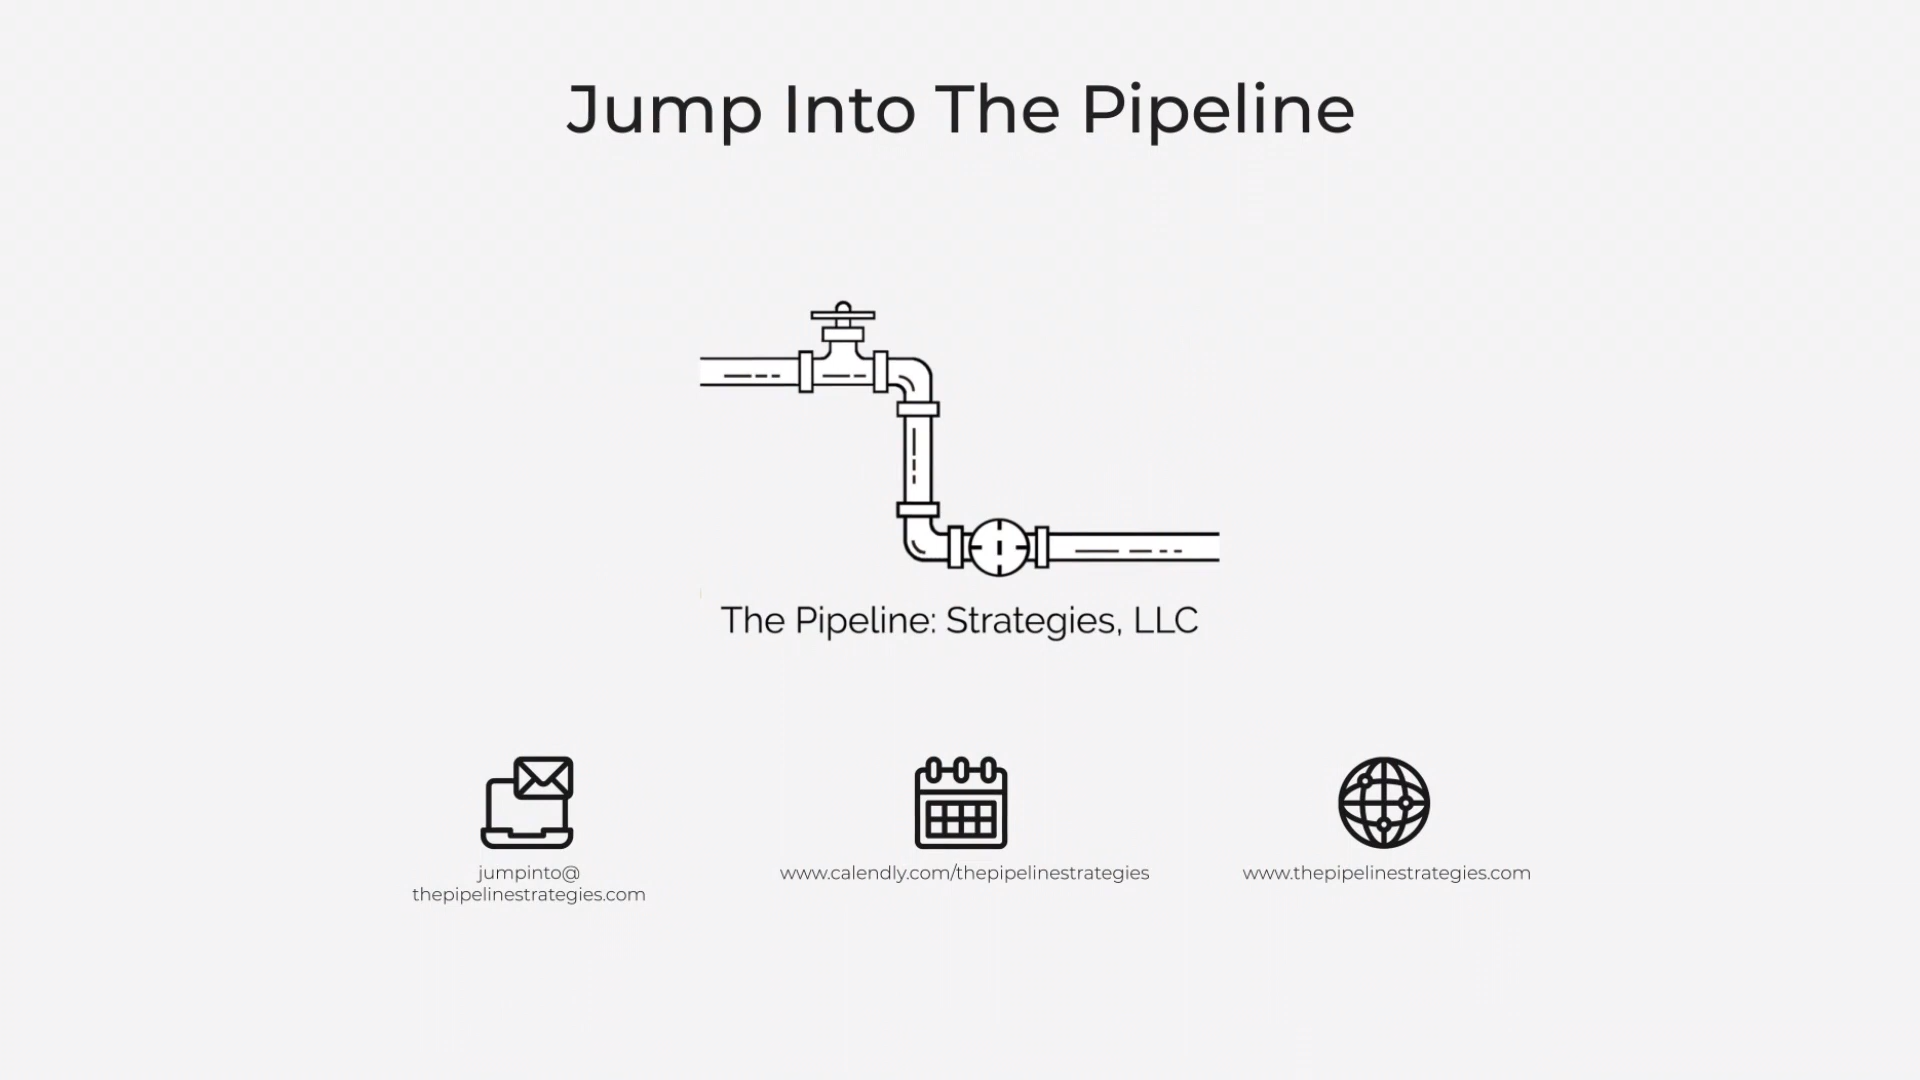 Jump Into The Pipeline
The Pipeline: Strategies, LLC
jumpinto@
thepipelinestrategies.com
www.calendly.com/thepipelinestrategies
www.thepipelinestrategies.com